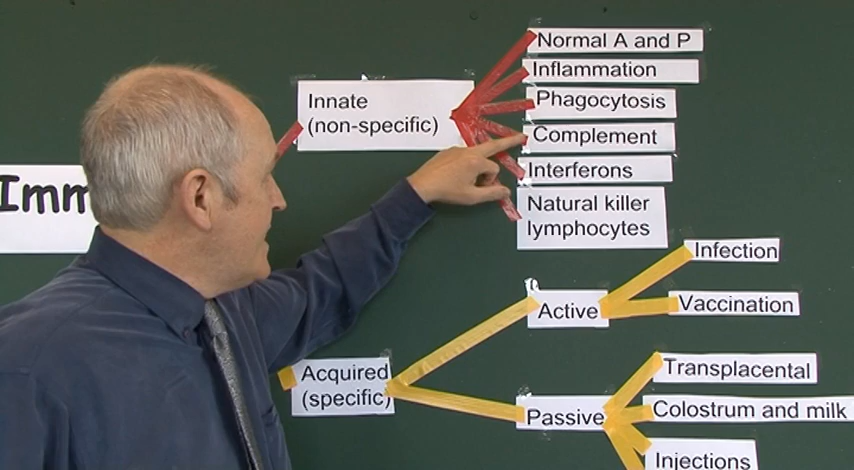 Imm
Innate
(non-specific)
Normal A and P
Inflammation
Phagocytosis
Complement
Interferons
Natural killer
lymphocytes
Acquired
(specific)
Active
Infection
Vaccination
Passive
Transplacental
Colostrum and milk
Injections